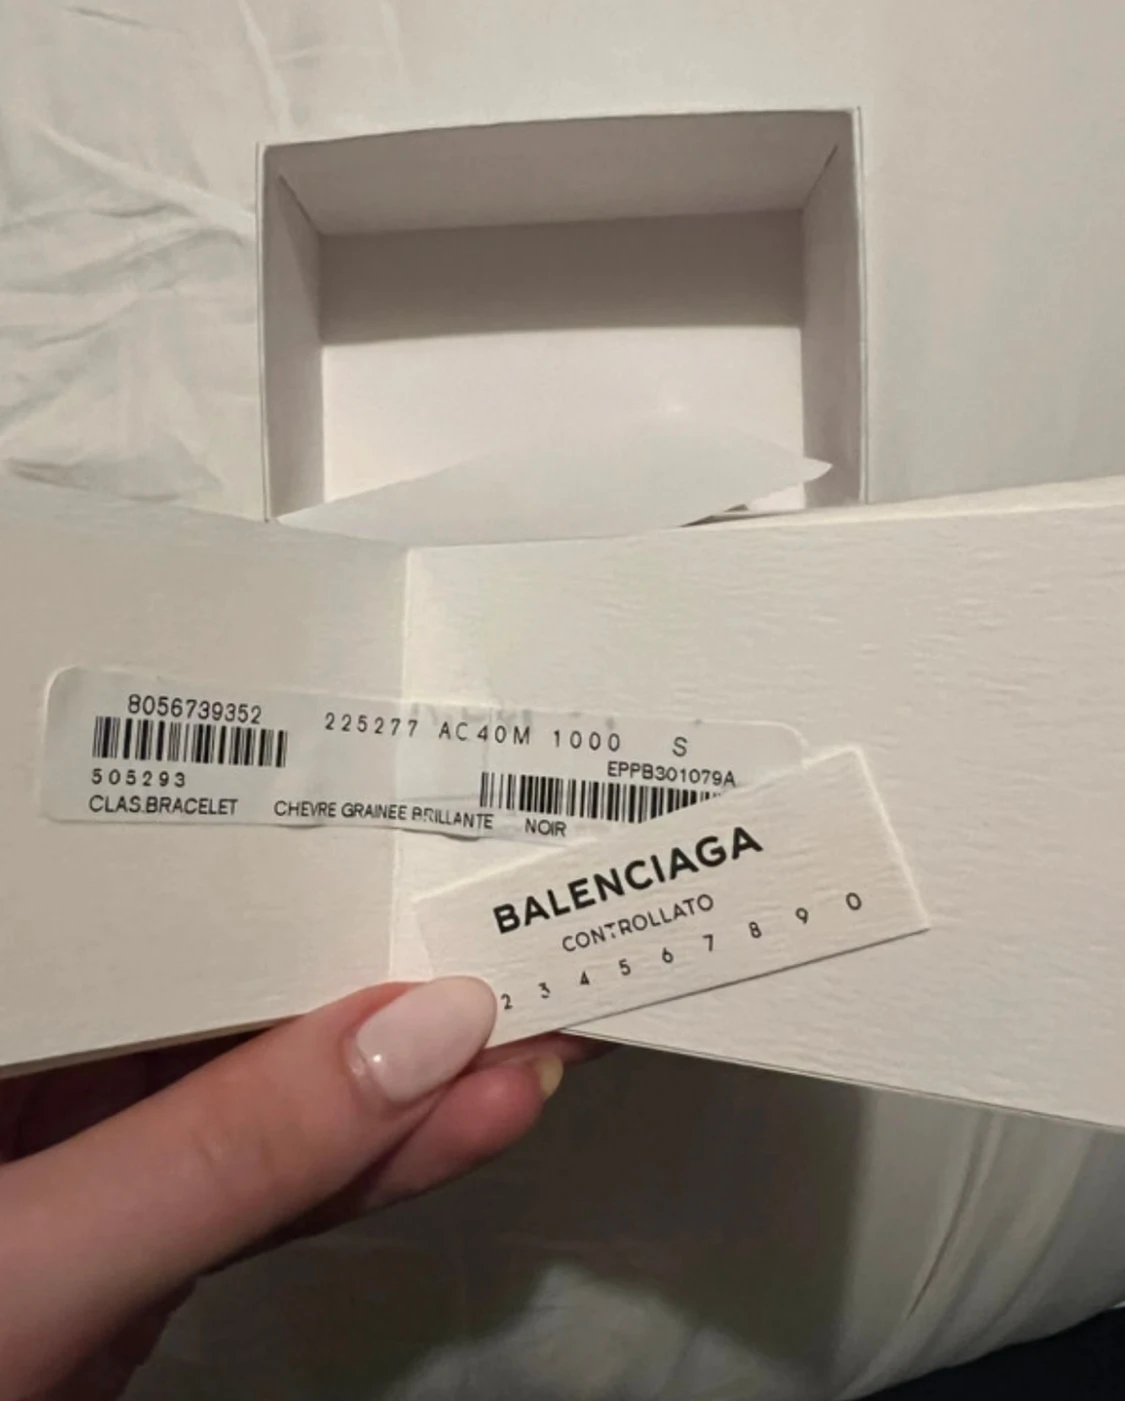 8056739352
225277 AC40M 1000 S
505293
EPPB301079A
CLAS.BRACELET CHEVRE GRAINEE BRILLANTE NOIR
BALENCIAGA
CONTROLLATO
2 3 4 5 6 7 8 9 0